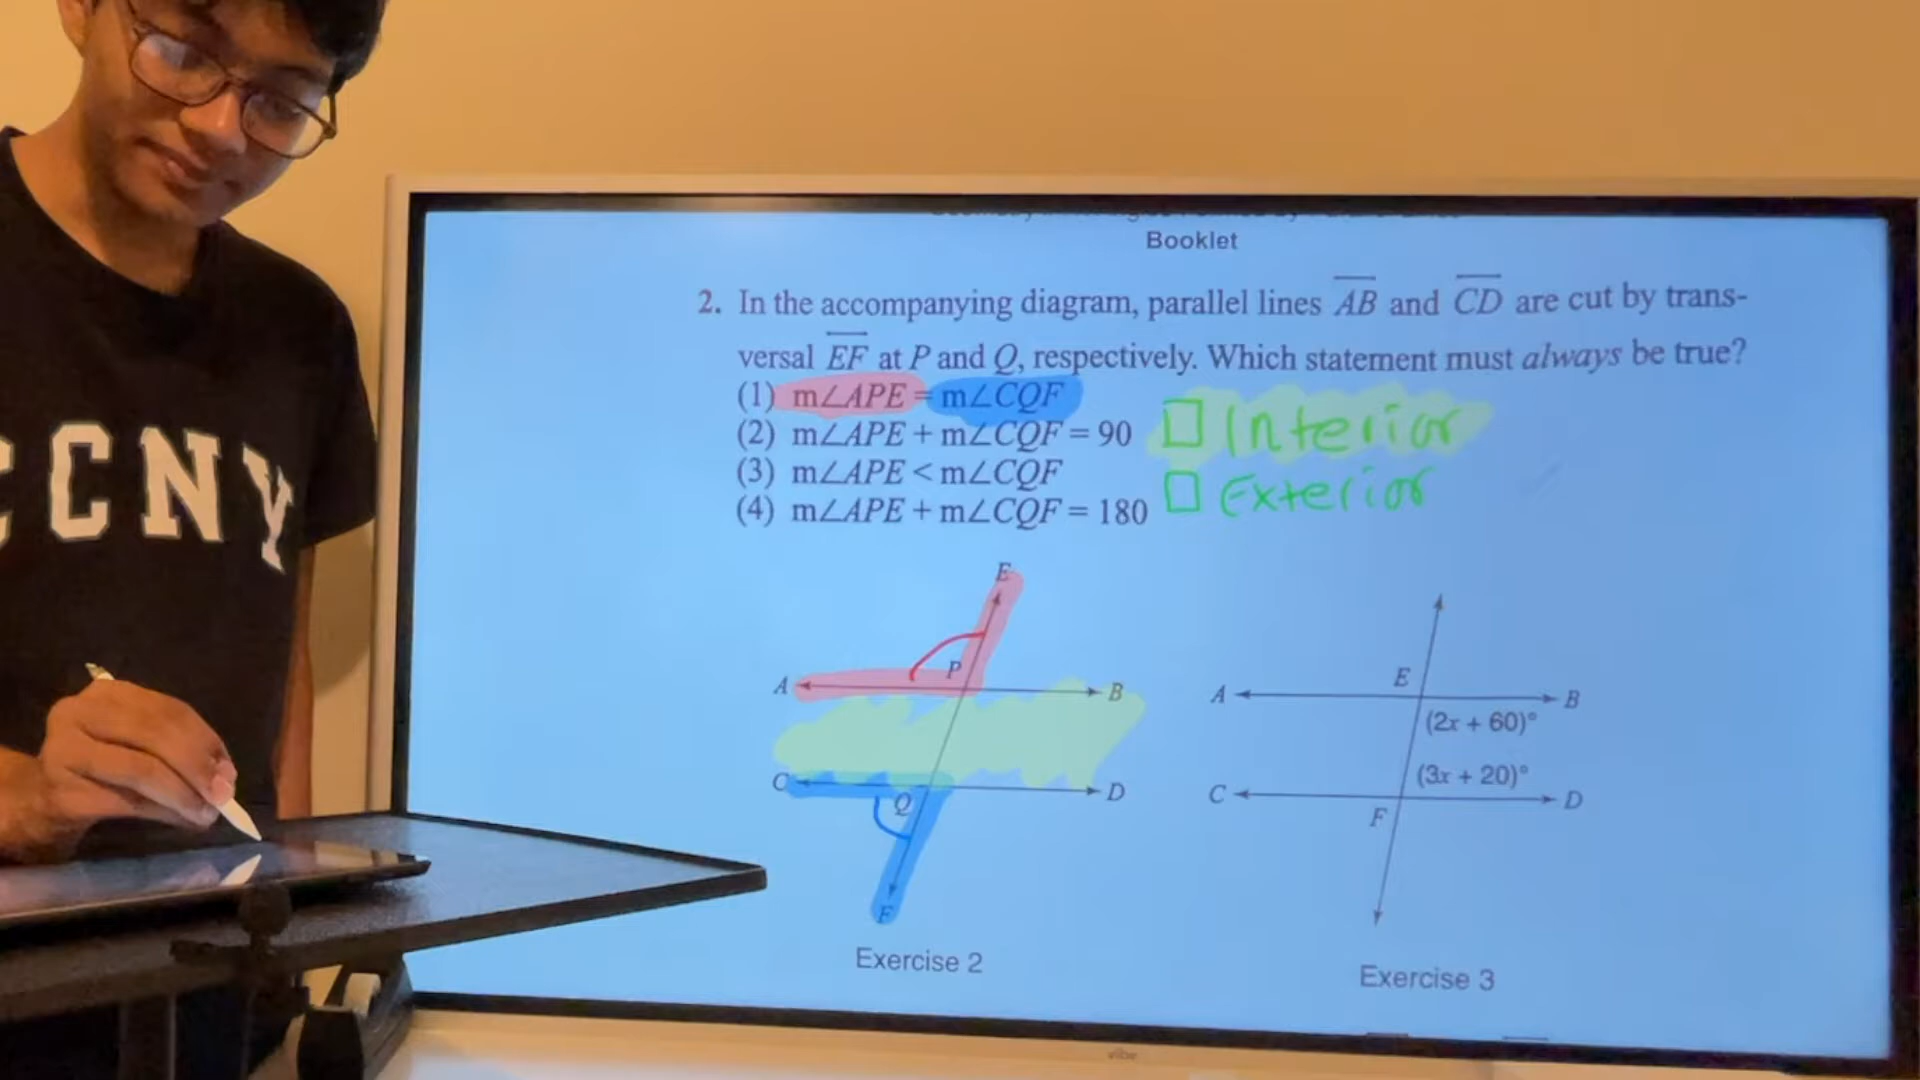 CCNY
Booklet
2. In the accompanying diagram, parallel lines AB and CD are cut by trans-
versal EF at P and Q, respectively. Which statement must always be true?
(1) m∠APE = m∠CQF
(2) m∠APE + m∠CQF = 90
(3) m∠APE < m∠CQF
(4) m∠APE + m∠CQF = 180
Interior
Exterior
E
P
A
B
C
Q
D
F
Exercise 2
E
A
B
(2x + 60)°
(3x + 20)°
C
D
F
Exercise 3
vibe